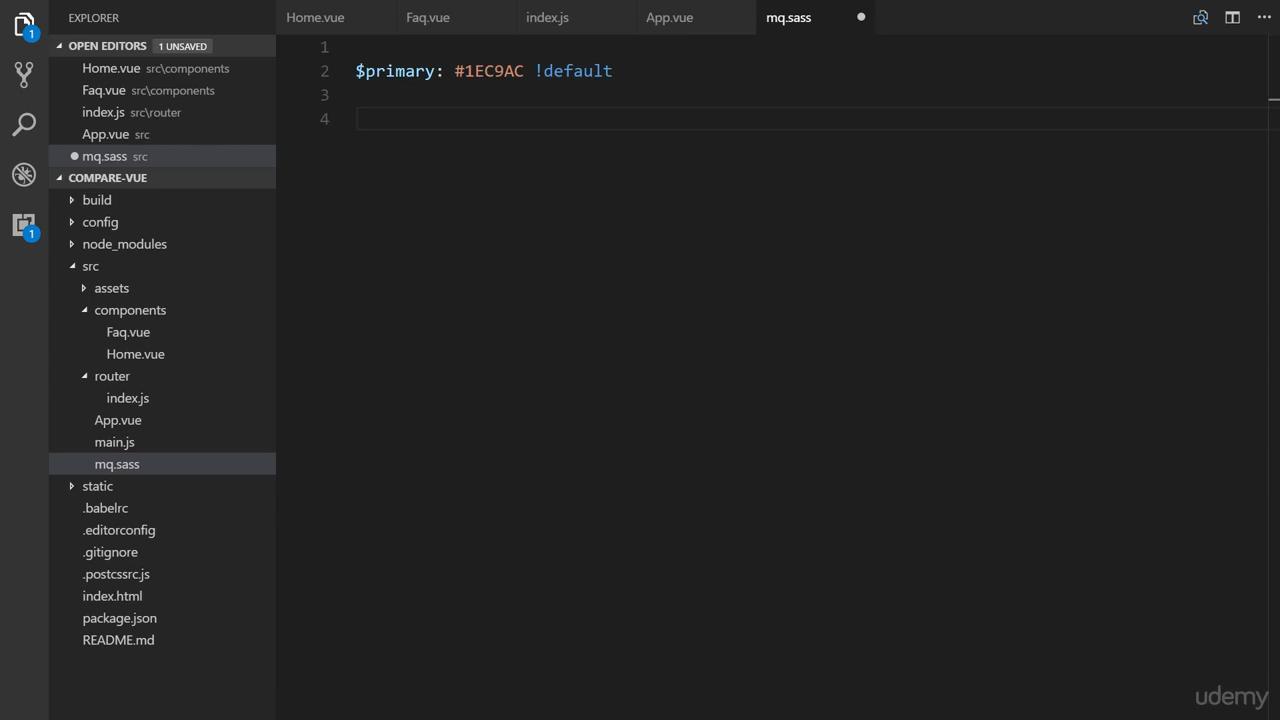 EXPLORER
Home.vue Faq.vue index.js App.vue mq.sass
1
OPEN EDITORS 1 UNSAVED
Home.vue src\components
Faq.vue src\components
index.js src\router
App.vue src
mq.sass src
COMPARE-VUE
build
config
node_modules
src
assets
components
Faq.vue
Home.vue
router
index.js
App.vue
main.js
mq.sass
static
.babelrc
.editorconfig
.gitignore
.postcssrc.js
index.html
package.json
README.md
1
1
2 $primary: #1EC9AC !default
3
4
udemy